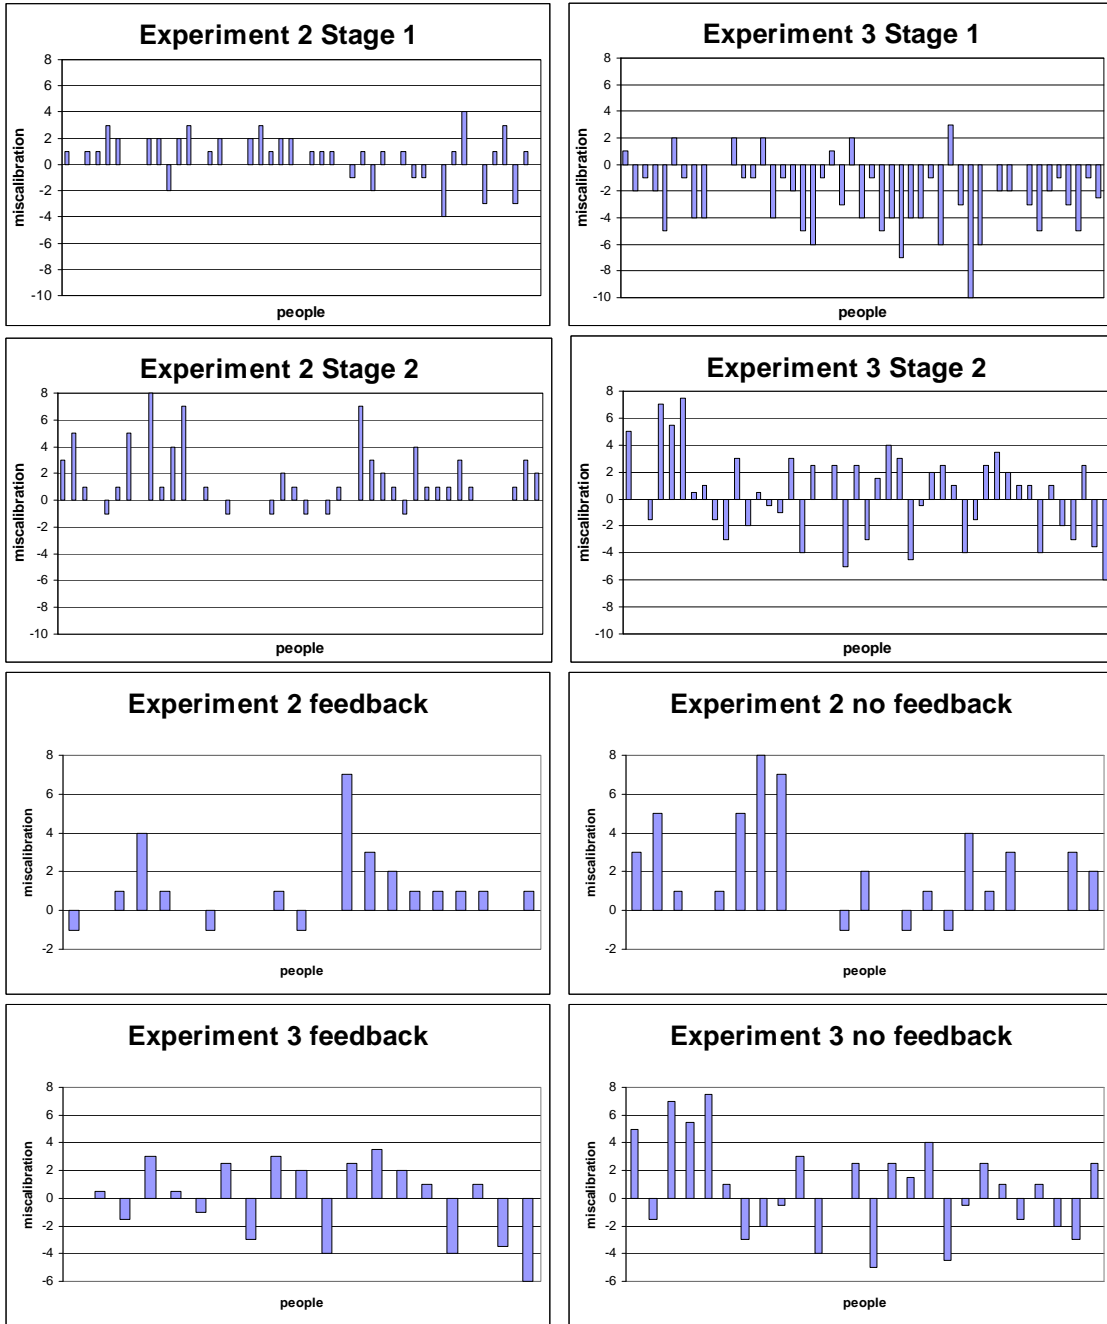 Experiment 2 Stage 1
8
6
4
2
0
-2
-4
-6
-8
-10
miscalibration
people
Experiment 3 Stage 1
8
6
4
2
0
-2
-4
-6
-8
-10
miscalibration
people
Experiment 2 Stage 2
8
6
4
2
0
-2
-4
-6
-8
-10
miscalibration
people
Experiment 3 Stage 2
8
6
4
2
0
-2
-4
-6
-8
-10
miscalibration
people
Experiment 2 feedback
8
6
4
2
0
-2
miscalibration
people
Experiment 2 no feedback
8
6
4
2
0
-2
miscalibration
people
Experiment 3 feedback
8
6
4
2
0
-2
-4
-6
miscalibration
people
Experiment 3 no feedback
8
6
4
2
0
-2
-4
-6
miscalibration
people